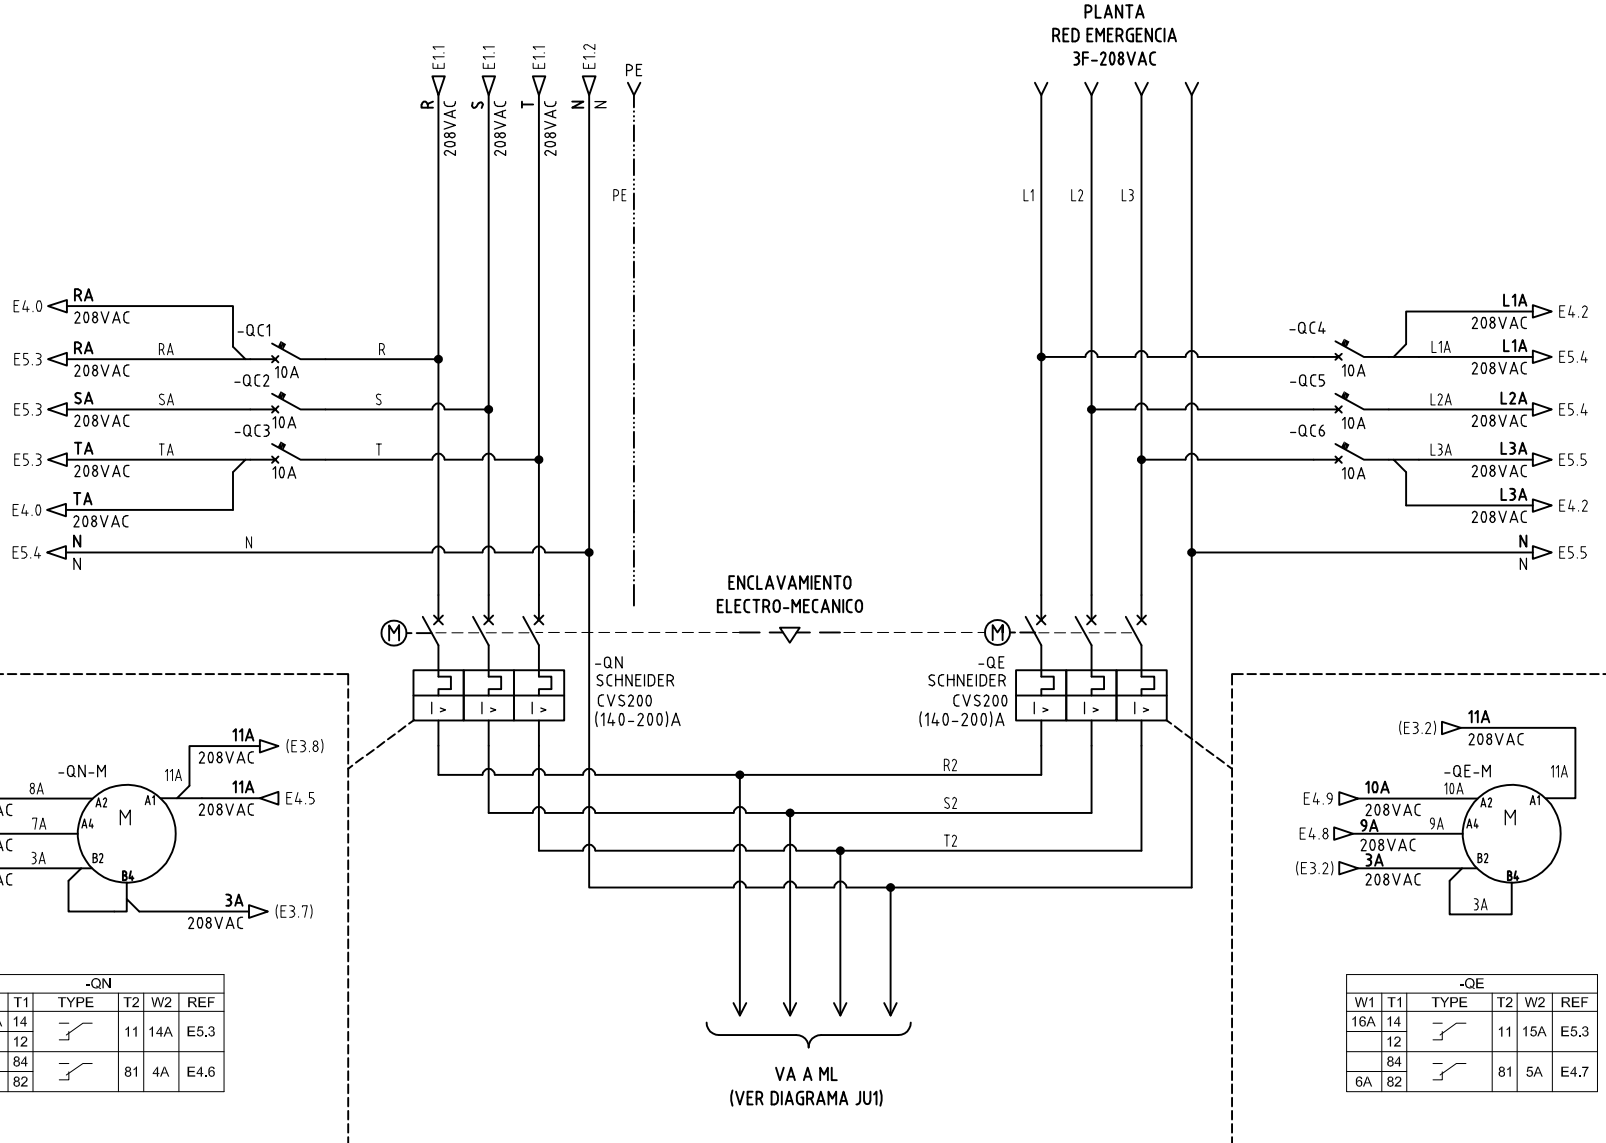 PLANTA
RED EMERGENCIA
3F-208VAC
E1.1
E1.1
E1.1
E1.2
PE
R
208VAC
S
208VAC
T
208VAC
N
N
PE
L1
L2
L3
E4.0
RA
208VAC
-QC1
E5.3
RA
208VAC
RA
10A
R
-QC2
E5.3
SA
208VAC
SA
10A
S
-QC3
E5.3
TA
208VAC
TA
10A
T
E4.0
TA
208VAC
E5.4
N
N
N
L1A
208VAC
E4.2
-QC4
10A
L1A
L1A
208VAC
E5.4
-QC5
10A
L2A
L2A
208VAC
E5.4
-QC6
10A
L3A
L3A
208VAC
E5.5
L3A
208VAC
E4.2
N
N
E5.5
ENCLAVAMIENTO
ELECTRO-MECANICO
M
M
-QN
SCHNEIDER
CVS200
(140-200)A
-QE
SCHNEIDER
CVS200
(140-200)A
I >
I >
I >
I >
I >
I >
R2
S2
T2
11A
208VAC
(E3.8)
-QN-M
11A
11A
208VAC
E4.5
8A
AC
7A
AC
3A
AC
A2
A1
A4
M
B2
B4
3A
208VAC
(E3.7)
(E3.2)
11A
208VAC
-QE-M
11A
E4.9
10A
208VAC
10A
E4.8
9A
208VAC
9A
(E3.2)
3A
208VAC
A2
A1
A4
M
B2
B4
3A
-QN
T1 TYPE T2 W2 REF
14 11 14A E5.3
12
84 81 4A E4.6
82
-QE
W1 T1 TYPE T2 W2 REF
16A 14 11 15A E5.3
12
84 81 5A E4.7
6A 82
VA A ML
(VER DIAGRAMA JU1)